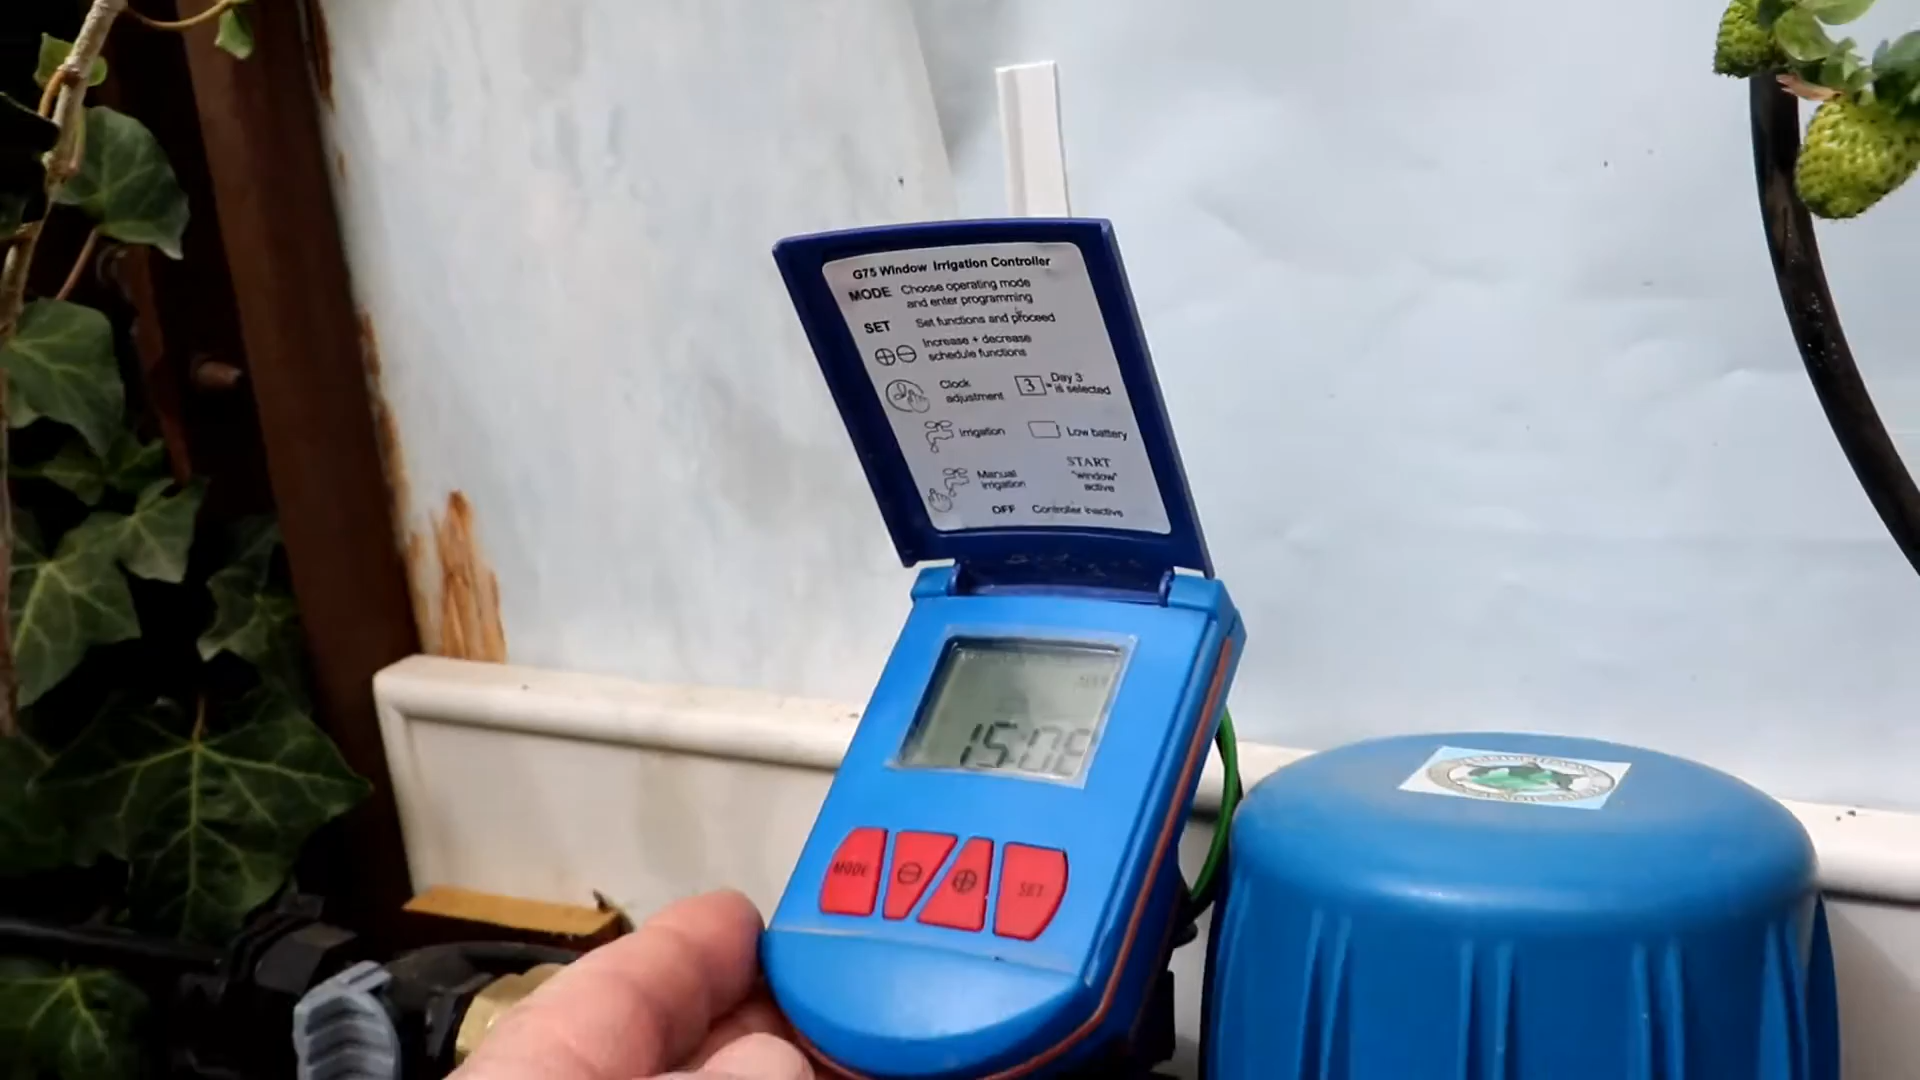 G75 Window Irrigation Controller
MODE Choose operating mode
and enter programming
SET Set functions and proceed
Increase + decrease
schedule functions
Clock
adjustment
3 = Day 3
is selected
Irrigation
Low battery
Manual
irrigation
START
"window"
active
OFF Controller inactive
15:08
MODE
SET